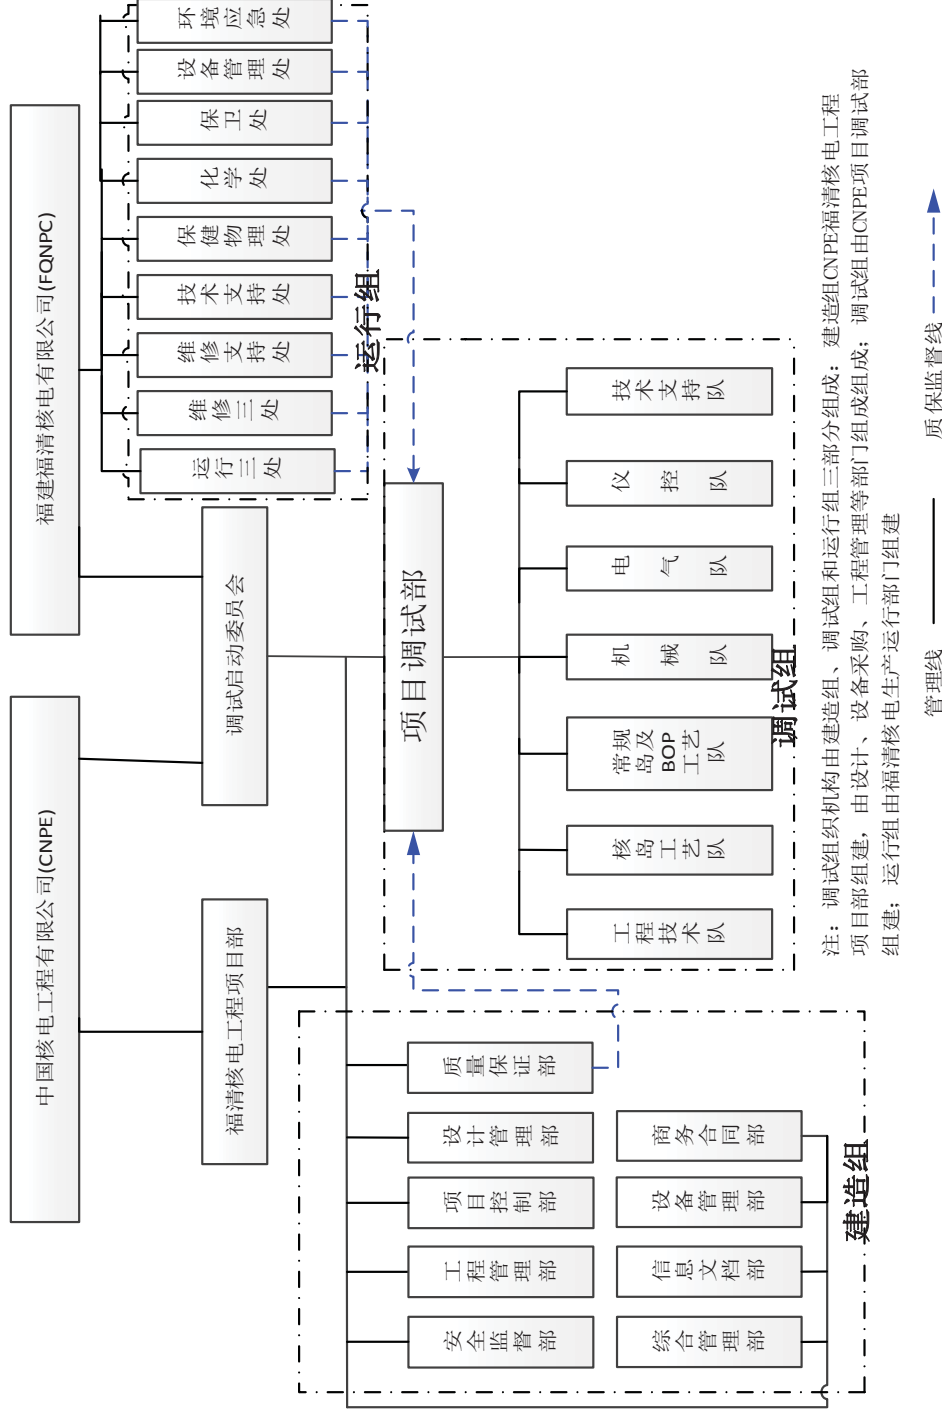 中国核电工程有限公司(CNPE)
福建福清核电有限公司(FQNPC)
福清核电工程项目部
调试启动委员会
运行三处
维修三处
维修支持处
技术支持处
保健物理处
化学处
保卫处
设备管理处
环境应急处
运行组
项目调试部
安全监督部
工程管理部
项目控制部
设计管理部
质量保证部
综合管理部
信息文档部
设备管理部
商务合同部
建造组
工程技术队
核岛工艺队
常规
岛及
BOP
工艺
队
机械队
电气队
仪控队
技术支持队
调试组
注：调试组织机构由建造组、调试组和运行组三部分组成；建造组CNPE福清核电工程
项目部组建，由设计、设备采购、工程管理等部门组成组成；调试组由CNPE项目调试部
组建；运行组由福清核电生产运行部门组建
管理线
质保监督线